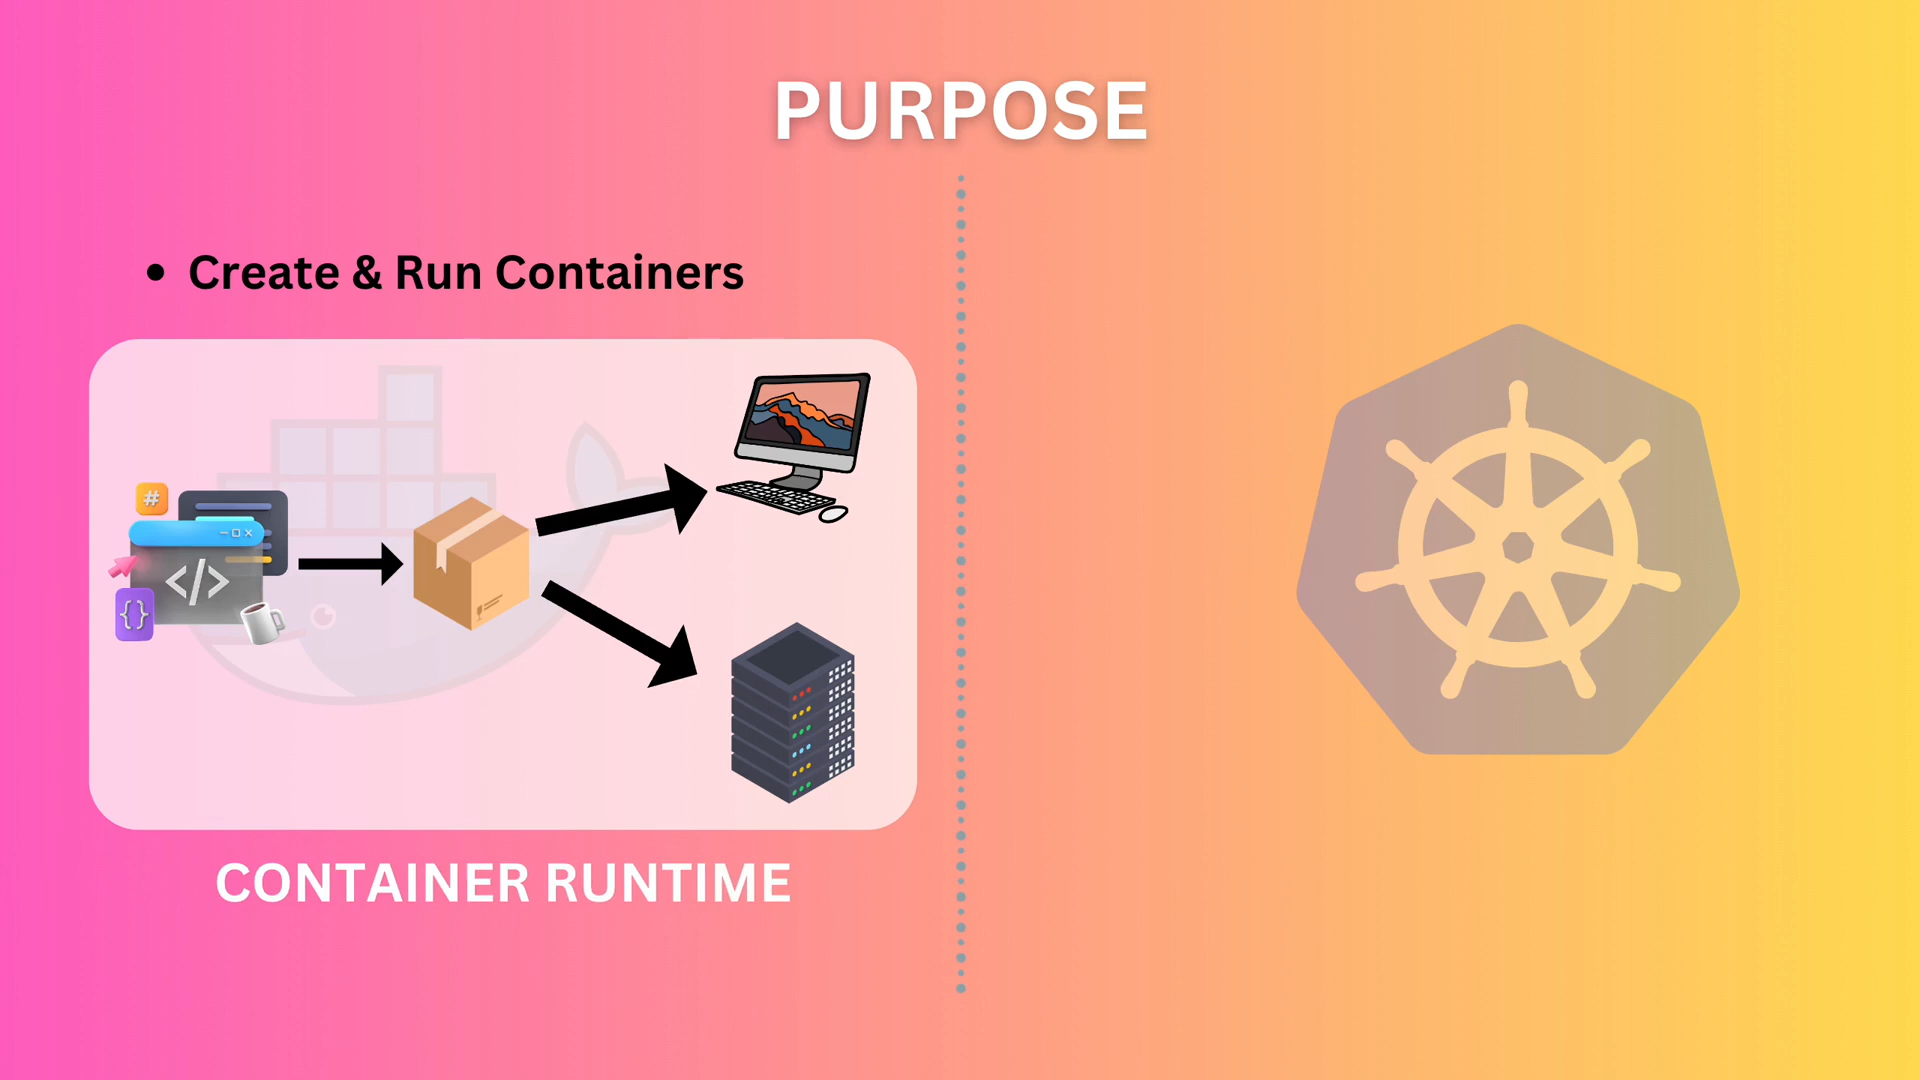 PURPOSE
• Create & Run Containers
#
</>
{}
CONTAINER RUNTIME